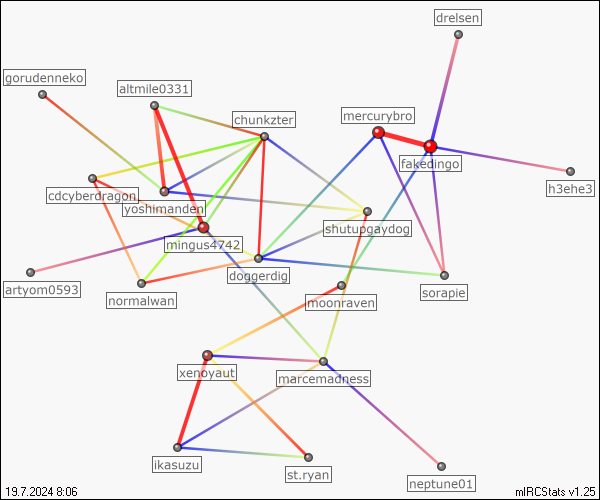 drelsen
gorudenneko
altmile0331
mercurybro
chunkzter
fakedingo
h3ehe3
cdcyberdragon
yoshimanden
shutupgaydog
mingus4742
doggerdig
artyom0593
sorapie
normalwan
moonraven
xenoyaut
marcemadness
ikasuzu
st.ryan
neptune01
19.7.2024 8:06
mIRCStats v1.25